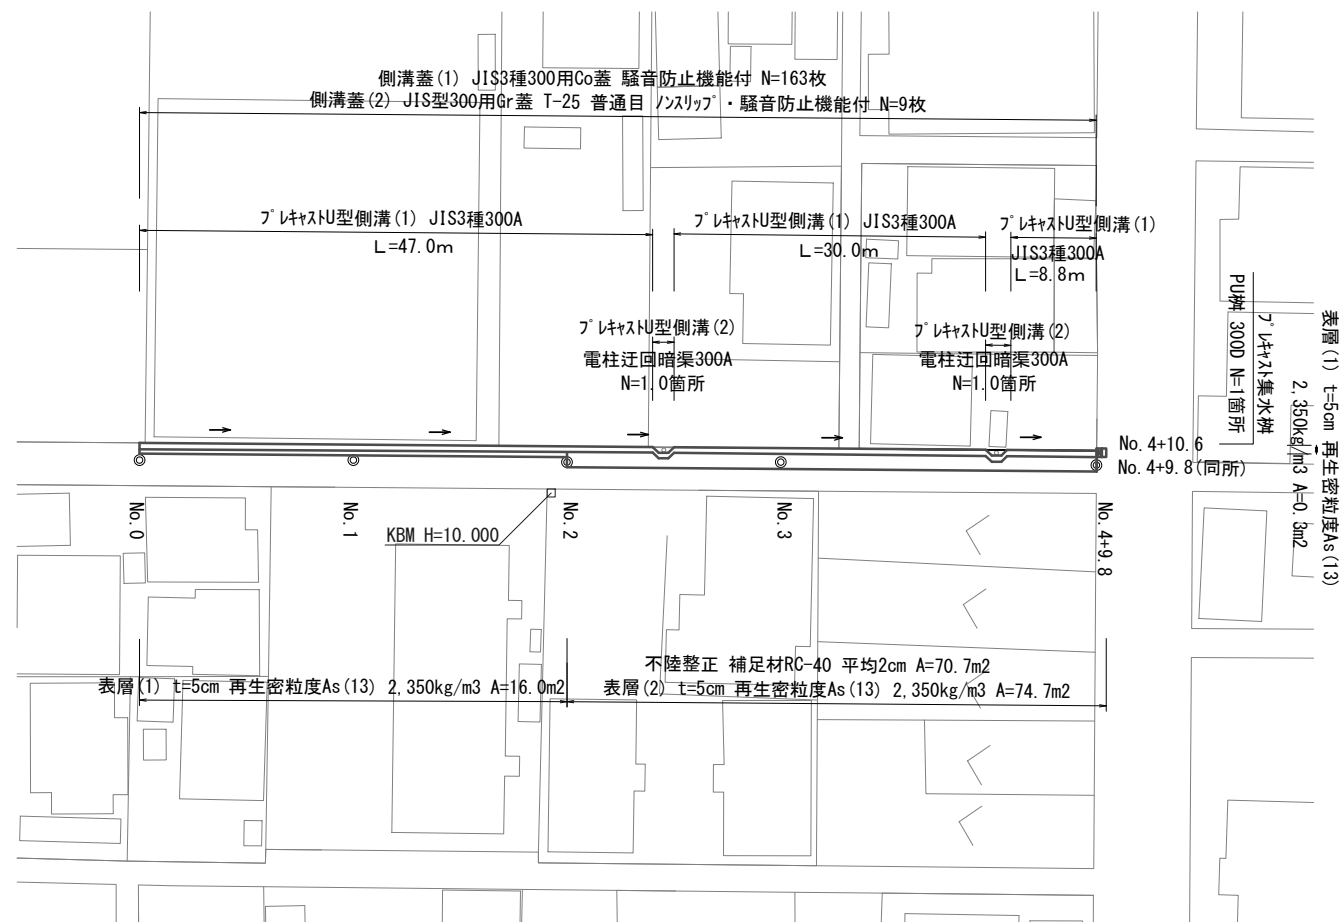 側溝蓋(1) JIS3種300用Co蓋 騒音防止機能付 N=163枚
側溝蓋(2) JIS型300用Gr蓋 T-25 普通目 ﾉﾝｽﾘｯﾌﾟ・騒音防止機能付 N=9枚
ﾌﾟﾚｷｬｽﾄU型側溝(1) JIS3種300A
L=47.0m
ﾌﾟﾚｷｬｽﾄU型側溝(1) JIS3種300A
L=30.0m
ﾌﾟﾚｷｬｽﾄU型側溝(1)
JIS3種300A
L=8.8m
ﾌﾟﾚｷｬｽﾄU型側溝(2)
電柱迂回暗渠300A
N=1.0箇所
ﾌﾟﾚｷｬｽﾄU型側溝(2)
電柱迂回暗渠300A
N=1.0箇所
表層(1) t=5cm 再生密粒度As(13)
2,350kg/m3 A=0.3m2
ﾌﾟﾚｷｬｽﾄ集水桝
PU桝 300D N=1箇所
No.4+10.6
No.4+9.8(同所)
No.0
No.1
No.2
No.3
No.4+9.8
KBM H=10.000
不陸整正 補足材RC-40 平均2cm A=70.7m2
表層(1) t=5cm 再生密粒度As(13) 2,350kg/m3 A=16.0m2
表層(2) t=5cm 再生密粒度As(13) 2,350kg/m3 A=74.7m2